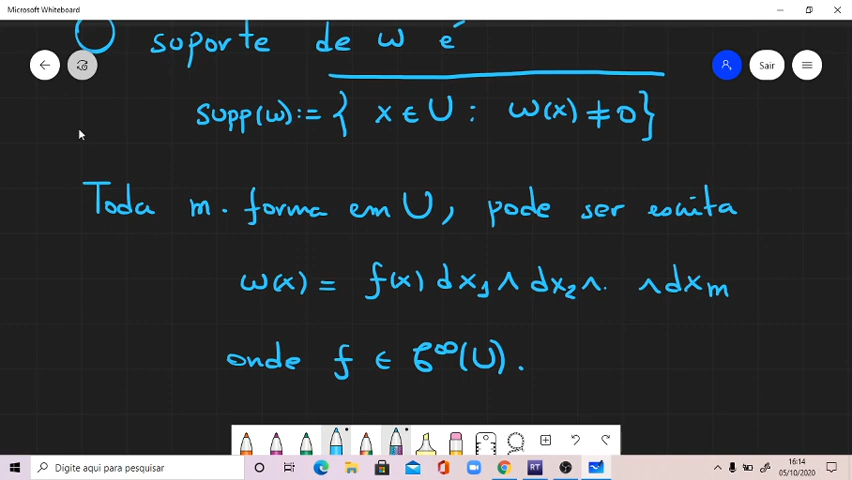 Microsoft Whiteboard
O suporte de ω é
Sair
supp(ω) := { x ∈ U : ω(x) ≠ 0 }
Toda m. forma em U, pode ser escrita
ω(x) = f(x) dx₁ ∧ dx₂ ∧ . ∧ dxₘ
onde f ∈ C^∞(U).
Digite aqui para pesquisar
RT
16:14
05/10/2020